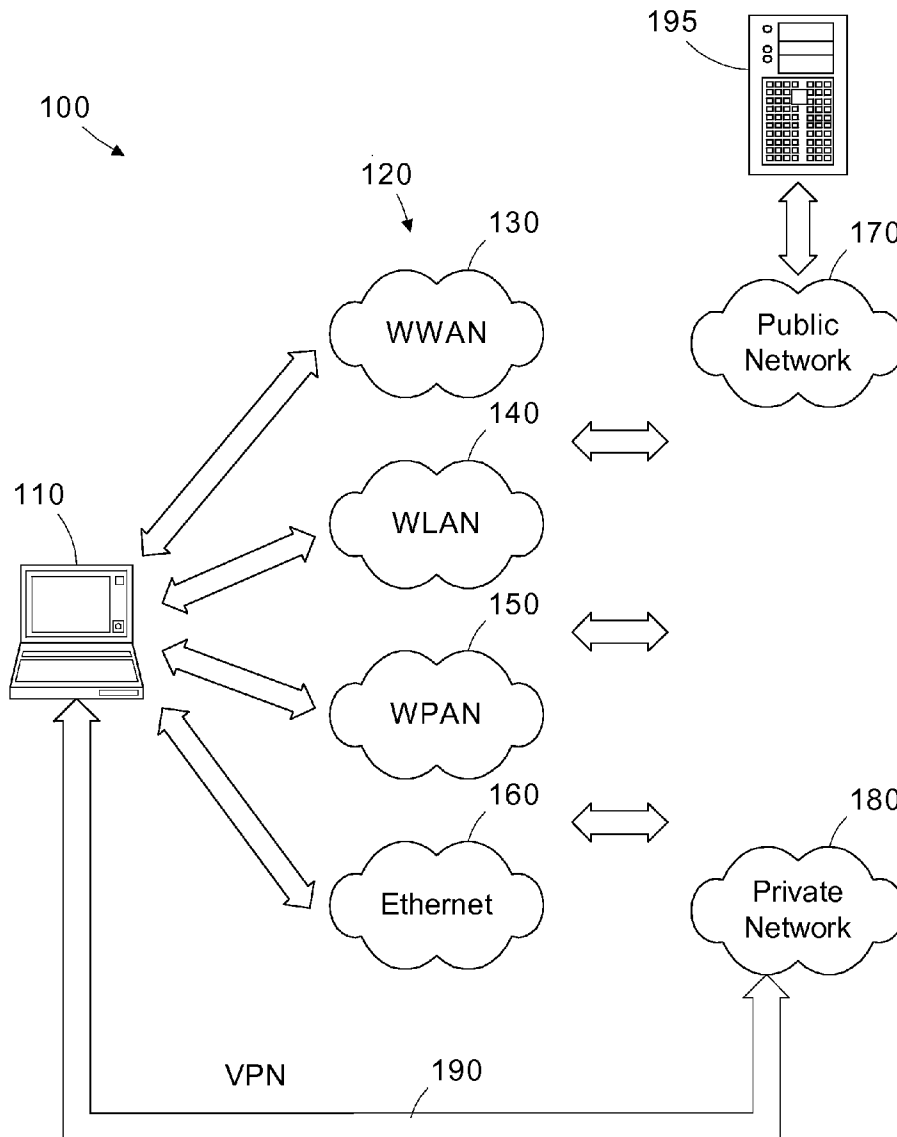 195
100
120
130
170
WWAN
Public
Network
140
110
WLAN
150
WPAN
160
180
Ethernet
Private
Network
VPN
190